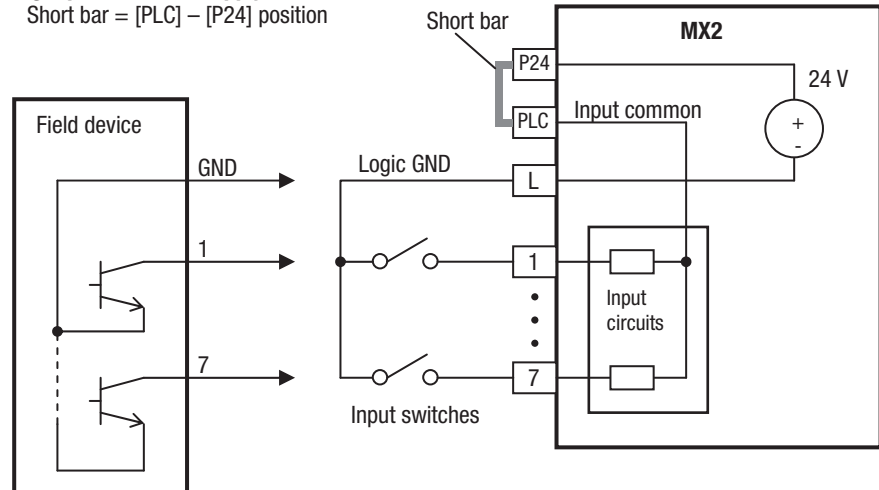 Short bar = [PLC] – [P24] position
Short bar
MX2
P24
24 V
PLC
Input common
+
-
Field device
GND
Logic GND
L
1
1
Input
circuits
7
7
Input switches